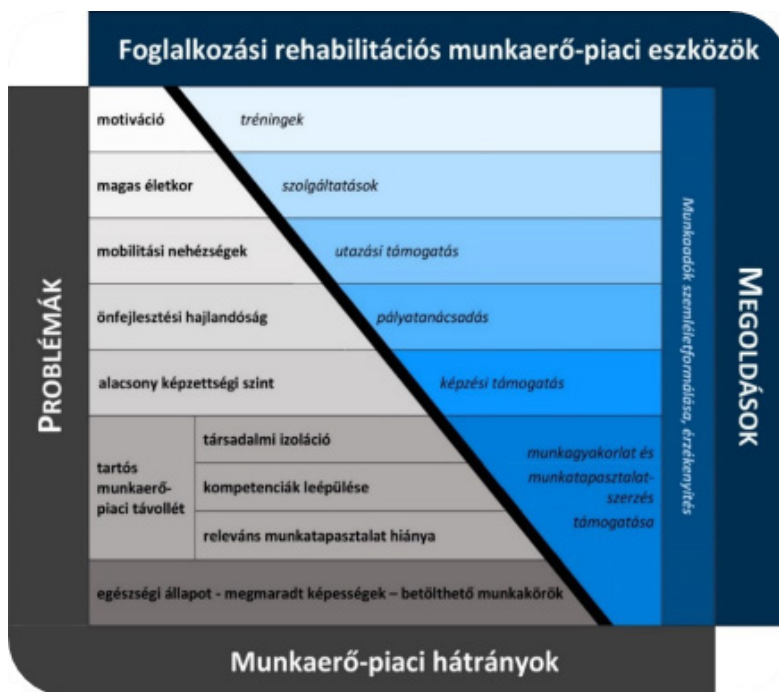 Foglalkozási rehabilitációs munkaerő-piaci eszközök
PROBLÉMÁK
motiváció
tréningek
magas életkor
szolgáltatások
mobilitási nehézségek
utazási támogatás
önfejlesztési hajlandóság
pályatanácsadás
alacsony képzettségi szint
képzési támogatás
tartós
munkaerő-
piaci távollét
társadalmi izoláció
kompetenciák leépülése
releváns munkatapasztalat hiánya
munkagyakorlat és
munkatapasztalat-
szerzés
támogatása
egészségi állapot - megmaradt képességek – betölthető munkakörök
Munkaadók szemléletformálása, érzékenyítés
MEGOLDÁSOK
Munkaerő-piaci hátrányok